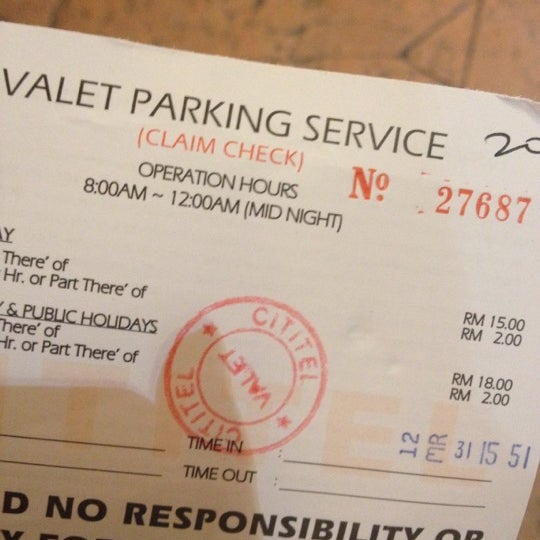 VALET PARKING SERVICE
(CLAIM CHECK)
OPERATION HOURS
8:00AM ~ 12:00AM (MID NIGHT)
Nº 27687
There' of
Hr. or Part There' of
RM 15.00
RM 2.00
& PUBLIC HOLIDAYS
here' of
Hr. or Part There' of
RM 18.00
RM 2.00
CITITEL
VALET
CITITEL
TIME IN : 12 MR 31 15 51
TIME OUT :
D NO RESPONSIBILITY OR